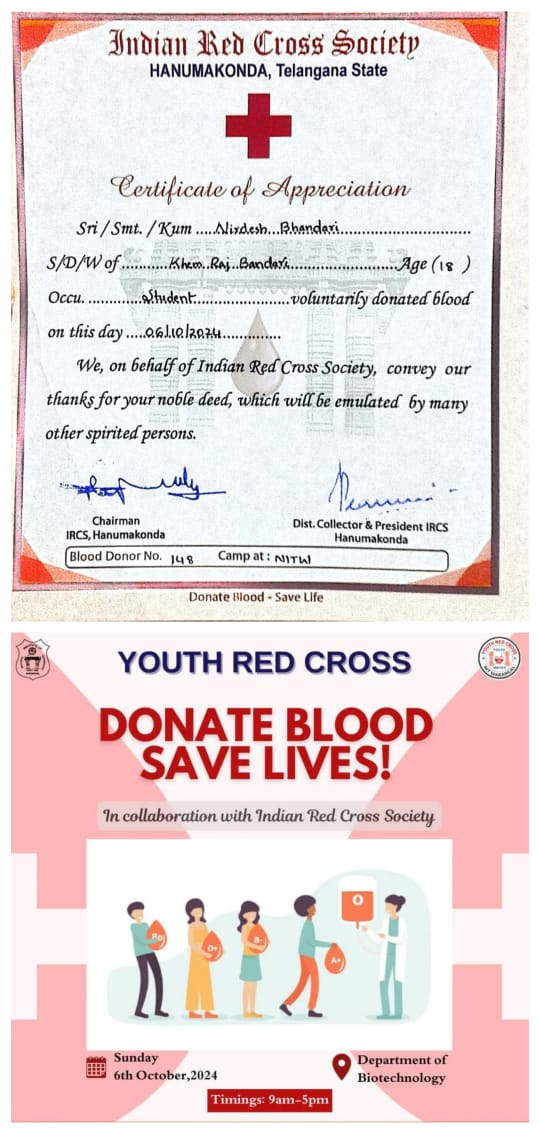 Indian Red Cross Society
HANUMAKONDA, Telangana State
Certificate of Appreciation
Sri / Smt. / Kum ....Nirdesh Bhandari..............................
S/D/W of..........Khem Raj Bandari........................Age (18 )
Occu. ............Student.....................voluntarily donated blood
on this day ....06/10/2024..............
We, on behalf of Indian Red Cross Society, convey our
thanks for your noble deed, which will be emulated by many
other spirited persons.
Chairman
IRCS, Hanumakonda
Dist. Collector & President IRCS
Hanumakonda
Blood Donor No. 148 Camp at : NITW
Donate Blood - Save Life
YOUTH RED CROSS
DONATE BLOOD
SAVE LIVES!
In collaboration with Indian Red Cross Society
O+
B-
A+
Sunday
6th October,2024
Department of
Biotechnology
Timings: 9am-5pm